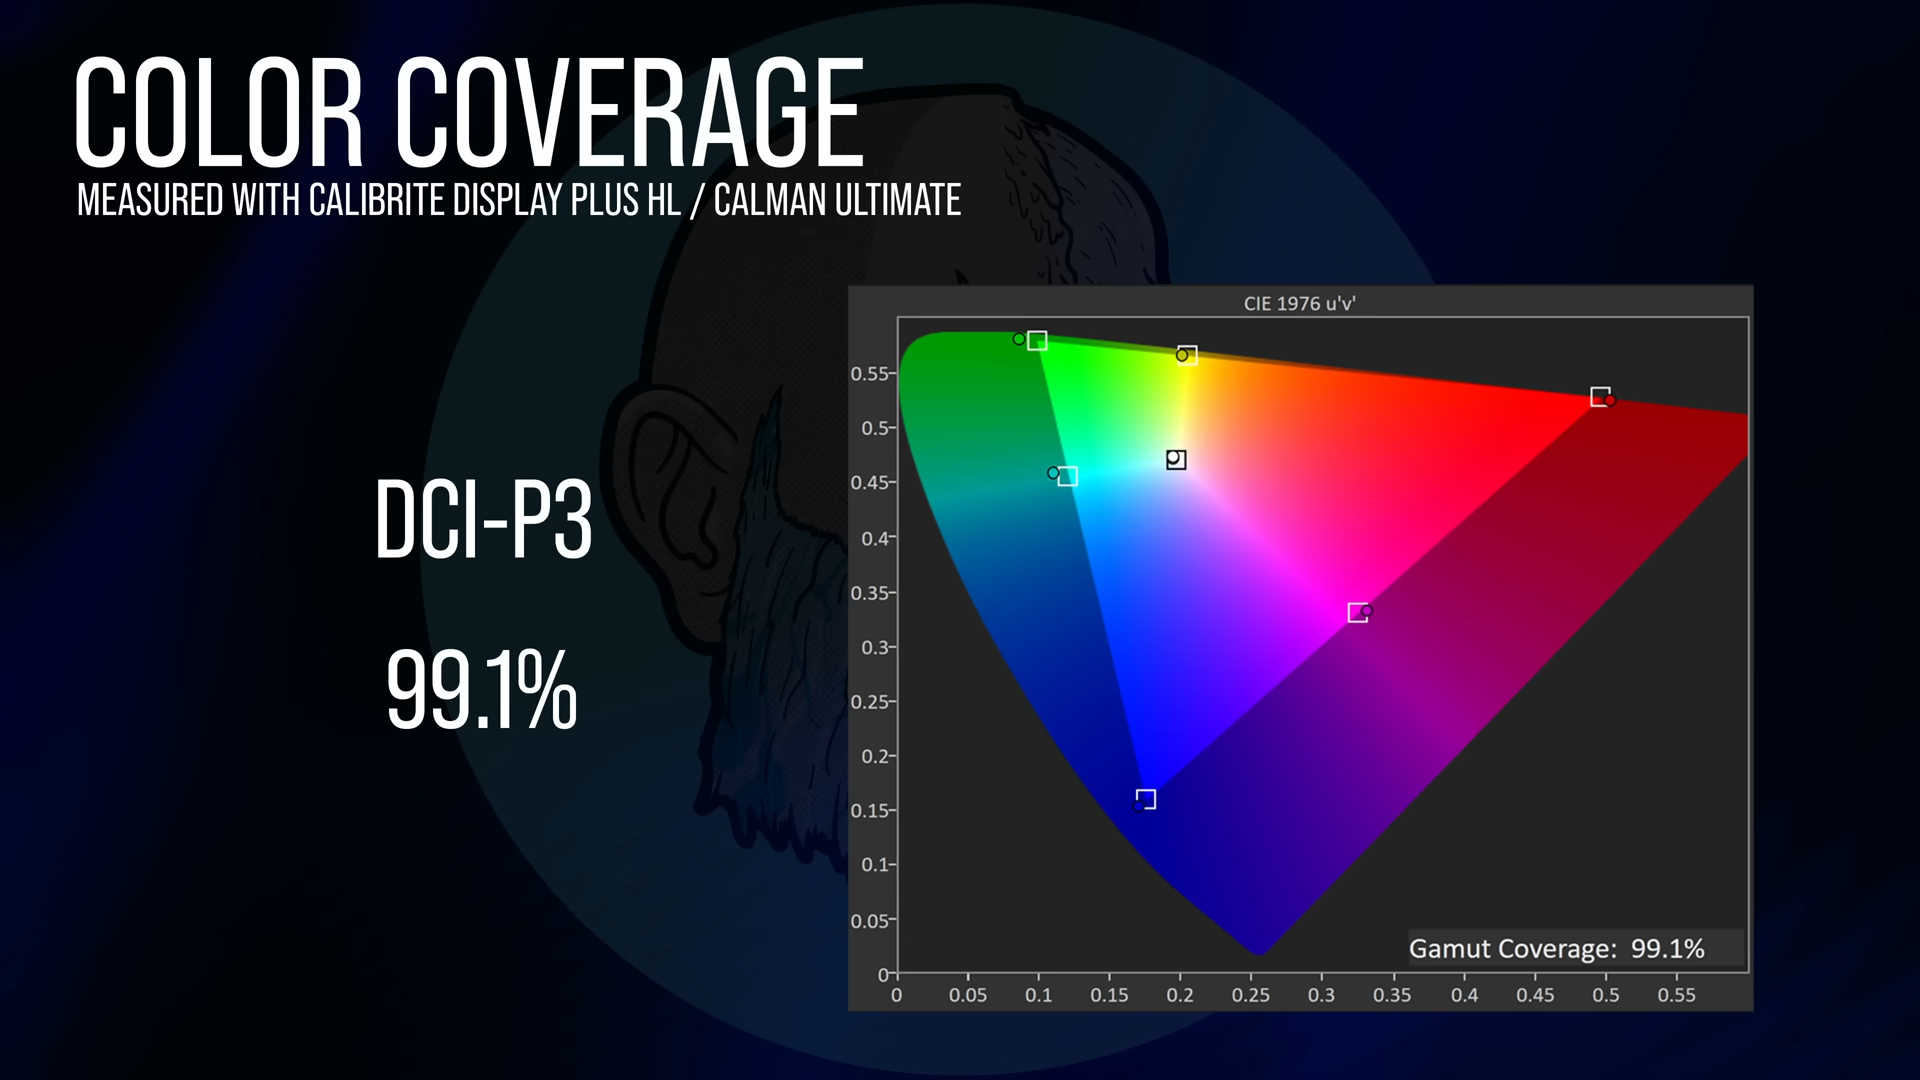 COLOR COVERAGE
MEASURED WITH CALIBRITE DISPLAY PLUS HL / CALMAN ULTIMATE
DCI-P3
99.1%
CIE 1976 u'v'
0.55
0.5
0.45
0.4
0.35
0.3
0.25
0.2
0.15
0.1
0.05
0
Gamut Coverage: 99.1%
0 0.05 0.1 0.15 0.2 0.25 0.3 0.35 0.4 0.45 0.5 0.55